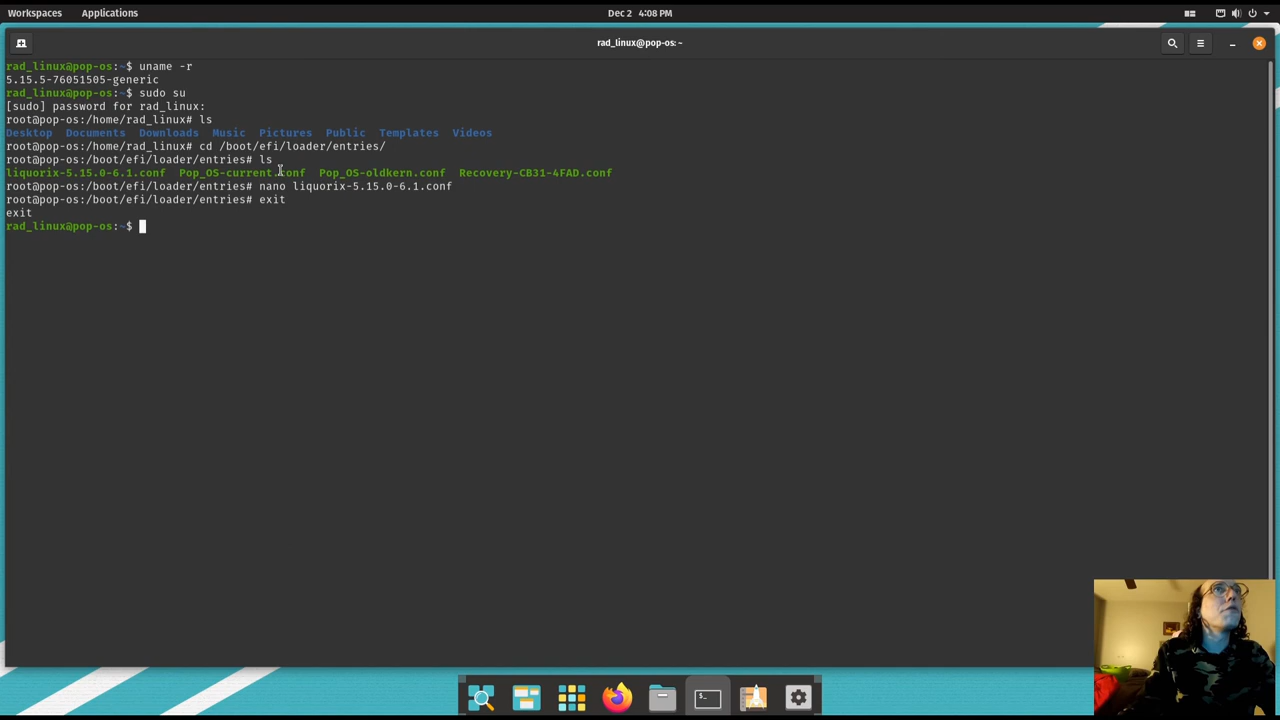 Workspaces Applications Dec 2 4:08 PM
rad_linux@pop-os: ~
rad_linux@pop-os:~$ uname -r
5.15.5-76051505-generic
rad_linux@pop-os:~$ sudo su
[sudo] password for rad_linux:
root@pop-os:/home/rad_linux# ls
Desktop Documents Downloads Music Pictures Public Templates Videos
root@pop-os:/home/rad_linux# cd /boot/efi/loader/entries/
root@pop-os:/boot/efi/loader/entries# ls
liquorix-5.15.0-6.1.conf Pop_OS-current.conf Pop_OS-oldkern.conf Recovery-CB31-4FAD.conf
root@pop-os:/boot/efi/loader/entries# nano liquorix-5.15.0-6.1.conf
root@pop-os:/boot/efi/loader/entries# exit
exit
rad_linux@pop-os:~$